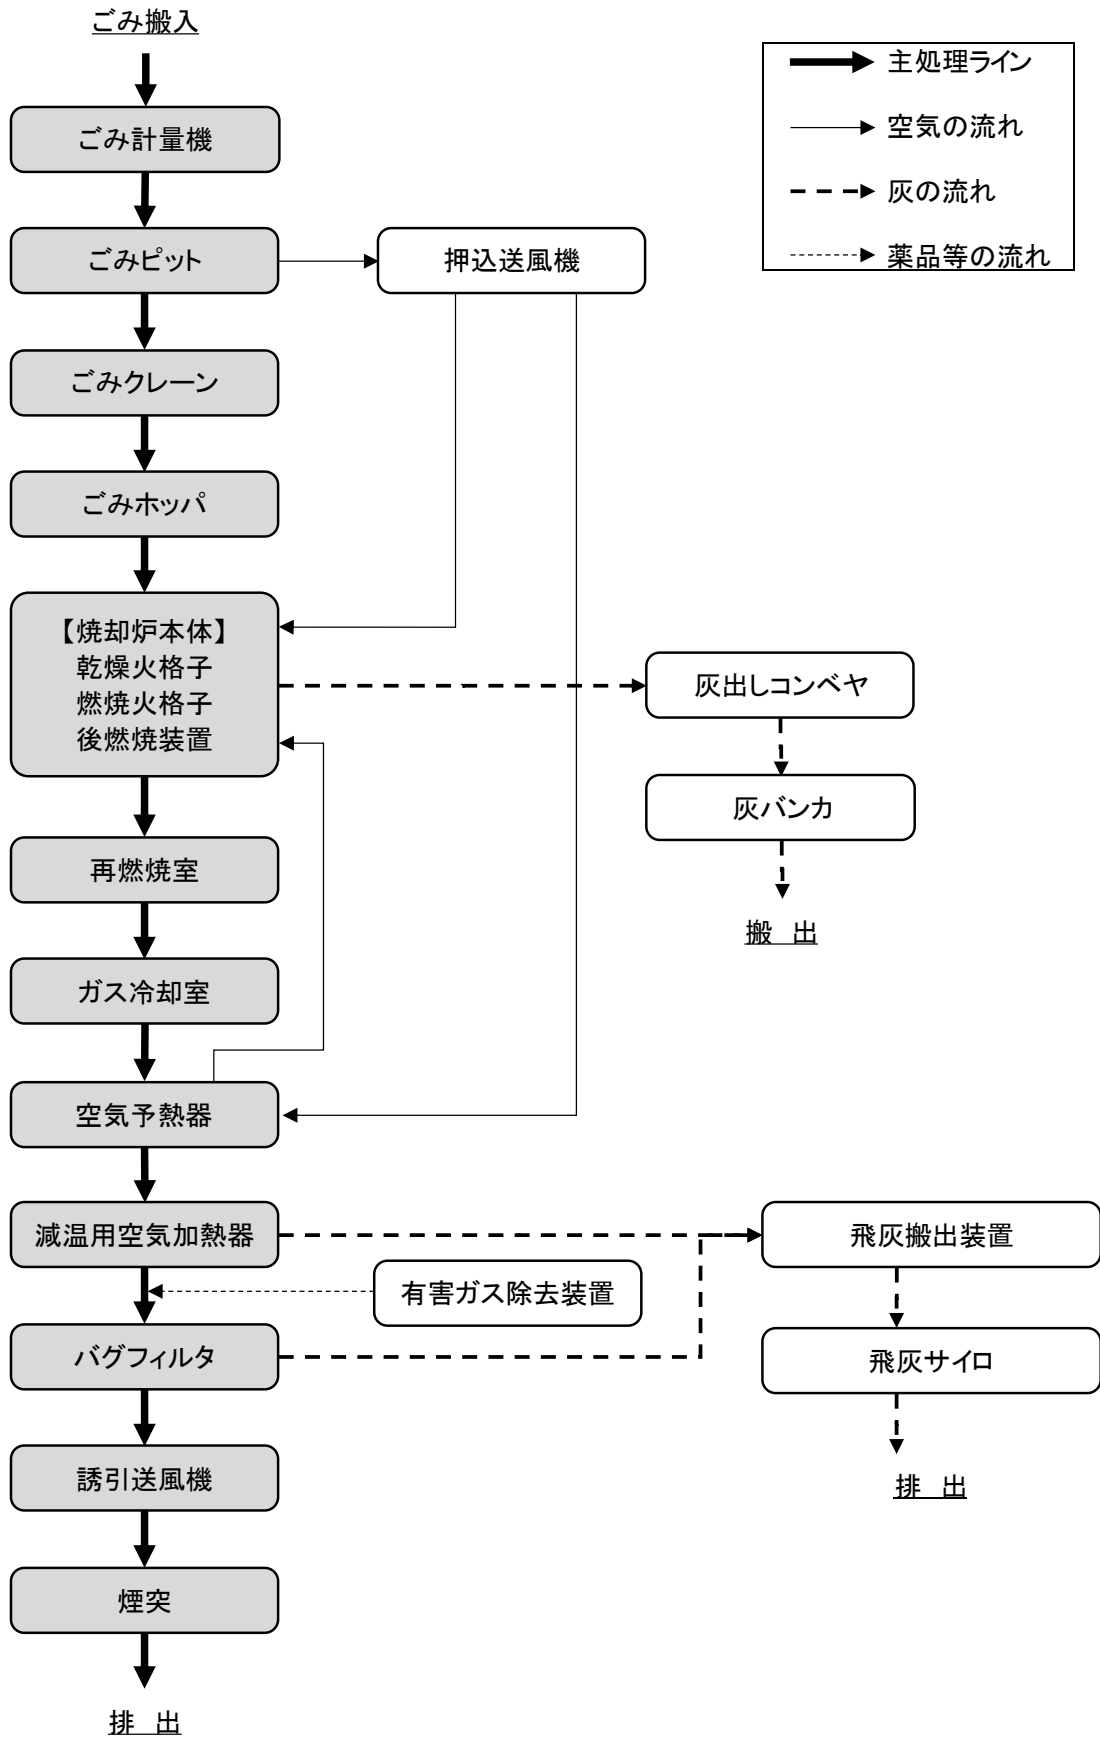 ごみ搬入
主処理ライン
空気の流れ
灰の流れ
薬品等の流れ
ごみ計量機
ごみピット
押込送風機
ごみクレーン
ごみホッパ
【焼却炉本体】
乾燥火格子
燃焼火格子
後燃焼装置
灰出しコンベヤ
灰バンカ
搬　出
再燃焼室
ガス冷却室
空気予熱器
減温用空気加熱器
飛灰搬出装置
有害ガス除去装置
バグフィルタ
飛灰サイロ
排　出
誘引送風機
煙突
排　出